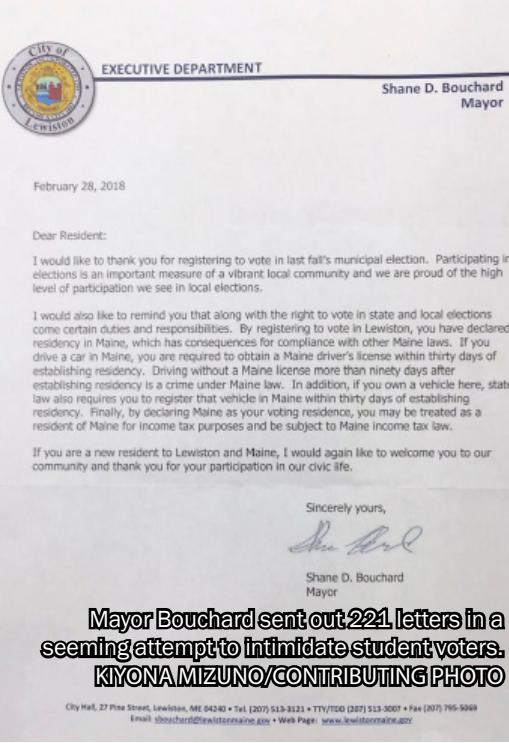 City of
Lewiston
EXECUTIVE DEPARTMENT
Shane D. Bouchard
Mayor
February 28, 2018
Dear Resident:
I would like to thank you for registering to vote in last fall's municipal election. Participating in
elections is an important measure of a vibrant local community and we are proud of the high
level of participation we see in local elections.
I would also like to remind you that along with the right to vote in state and local elections
come certain duties and responsibilities. By registering to vote in Lewiston, you have declared
residency in Maine, which has consequences for compliance with other Maine laws. If you
drive a car in Maine, you are required to obtain a Maine driver's license within thirty days of
establishing residency. Driving without a Maine license more than ninety days after
establishing residency is a crime under Maine law. In addition, if you own a vehicle here, state
law also requires you to register that vehicle in Maine within thirty days of establishing
residency. Finally, by declaring Maine as your voting residence, you may be treated as a
resident of Maine for income tax purposes and be subject to Maine income tax law.
If you are a new resident to Lewiston and Maine, I would again like to welcome you to our
community and thank you for your participation in our civic life.
Sincerely yours,
Shane D. Bouchard
Mayor
Mayor Bouchard sent out 221 letters in a
seeming attempt to intimidate student voters.
KIYONA MIZUNO/CONTRIBUTING PHOTO
City Hall, 27 Pine Street, Lewiston, ME 04240 • Tel. (207) 513-3121 • TTY/TDD (207) 513-3007 • Fax (207) 795-5069
Email: sbouchard@lewistonmaine.gov • Web Page: www.lewistonmaine.gov